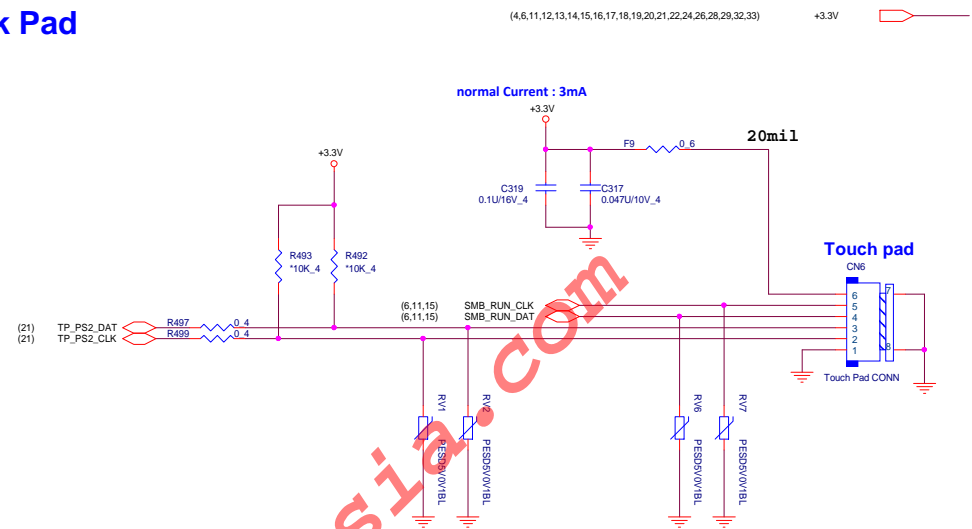 k Pad
(4,6,11,12,13,14,15,16,17,18,19,20,21,22,24,26,28,29,32,33) +3.3V
normal Current : 3mA
+3.3V
20mil
F9 0_6
+3.3V
C319
0.1U/16V_4
C317
0.047U/10V_4
R493
*10K_4
R492
*10K_4
Touch pad
CN6
6
5
4
3
2
1
7
8
Touch Pad CONN
(6,11,15) SMB_RUN_CLK
(6,11,15) SMB_RUN_DAT
(21) TP_PS2_DAT R497 0_4
(21) TP_PS2_CLK R499 0_4
RV1
PESD5V0V1BL
RV2
PESD5V0V1BL
RV6
PESD5V0V1BL
RV7
PESD5V0V1BL
sia.com